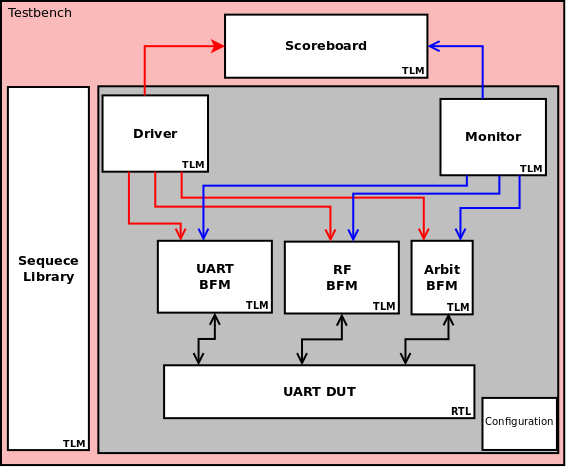 Testbench
Scoreboard
TLM
Driver
TLM
Monitor
TLM
Sequece
Library
TLM
UART
BFM
TLM
RF
BFM
TLM
Arbit
BFM
TLM
UART DUT
RTL
Configuration